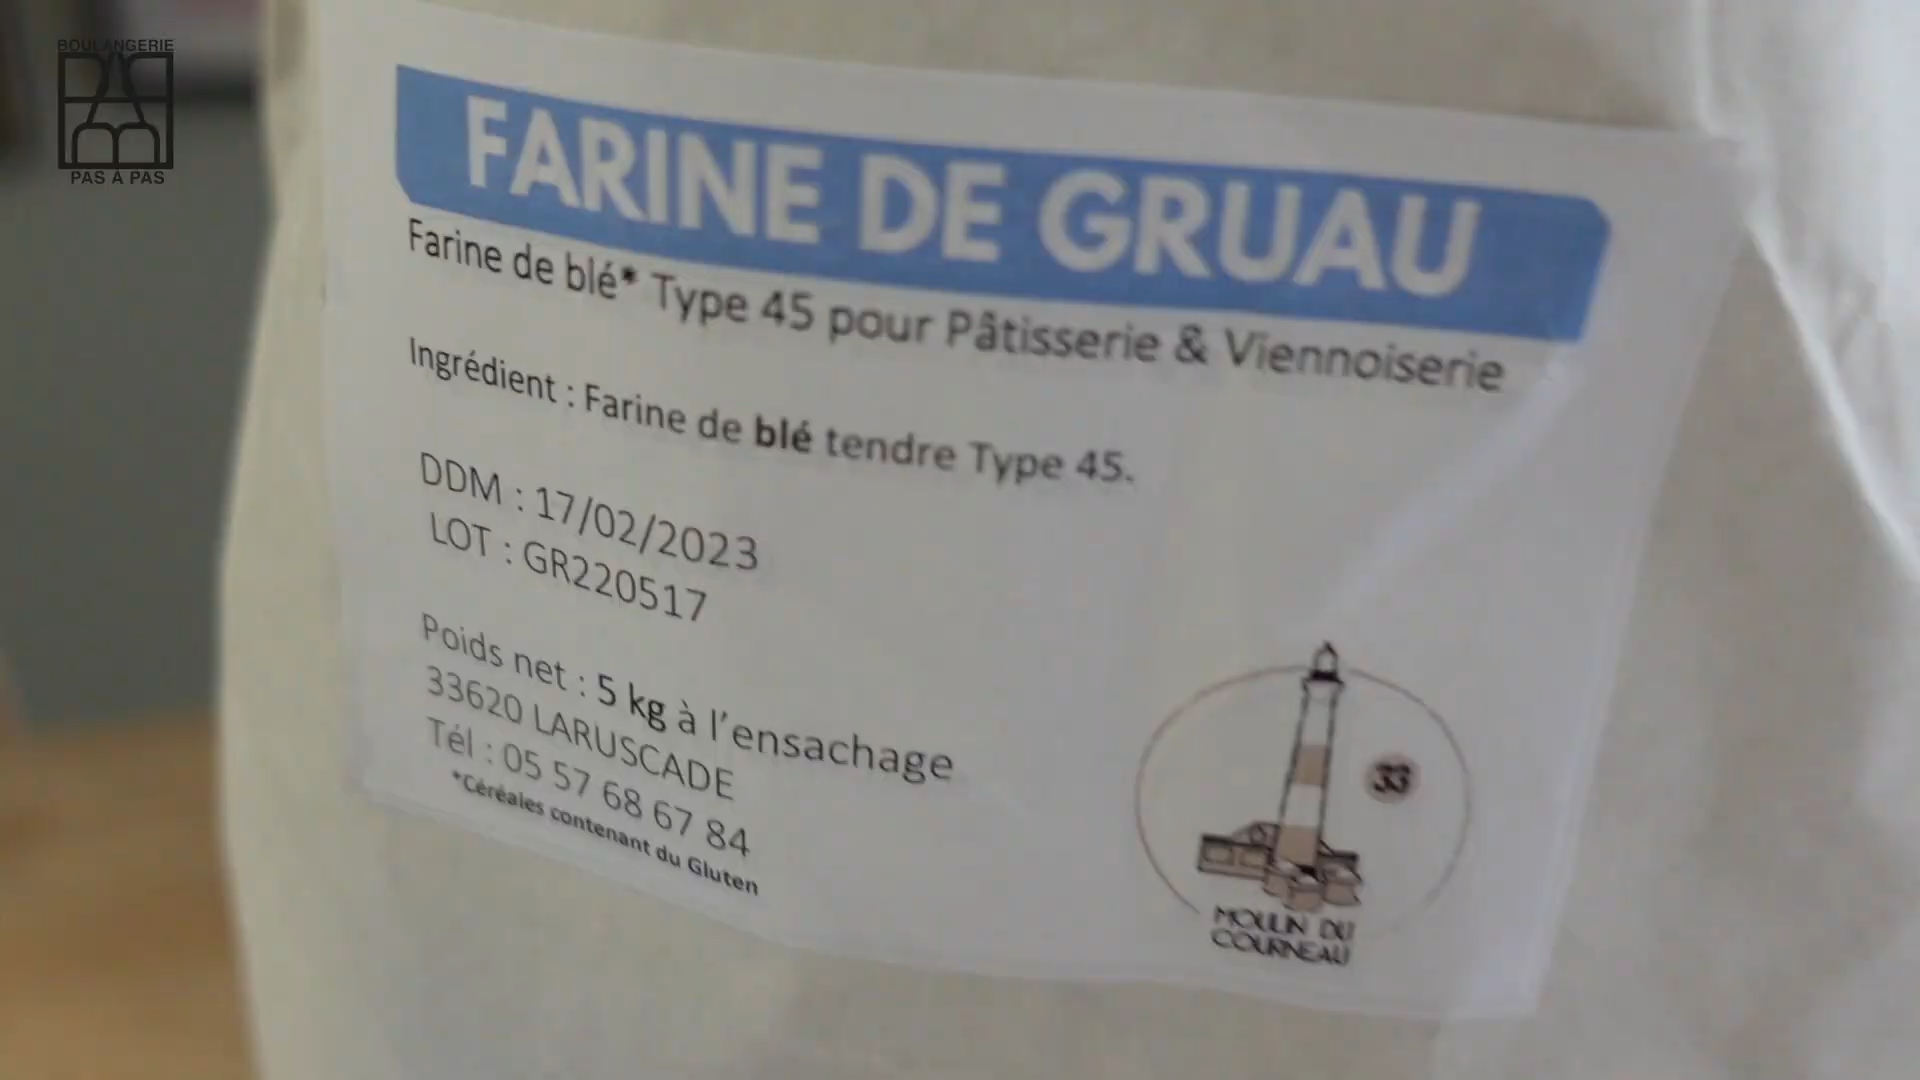 BOULANGERIE
PAS À PAS
FARINE DE GRUAU
Farine de blé* Type 45 pour Pâtisserie & Viennoiserie
Ingrédient : Farine de blé tendre Type 45.
DDM : 17/02/2023
LOT : GR220517
Poids net : 5 kg à l'ensachage
33620 LARUSCADE
Tél : 05 57 68 67 84
*Céréales contenant du Gluten
33
MOULIN DU
COURNEAU